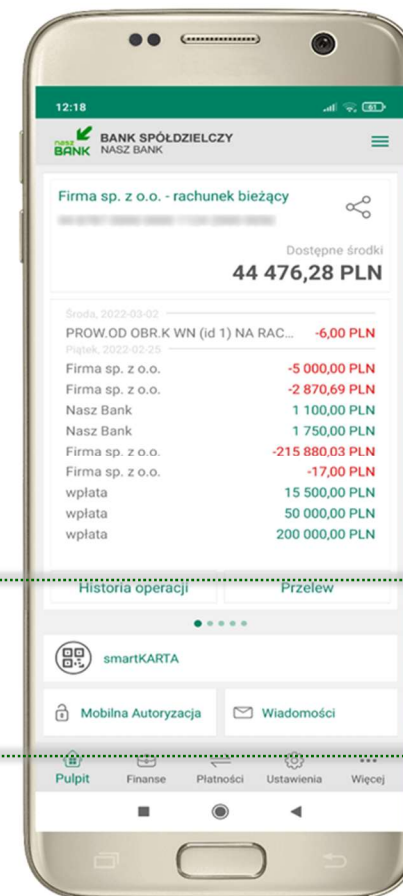 12:18
61
nasz BANK BANK SPÓŁDZIELCZY
NASZ BANK
Firma sp. z o.o. - rachunek bieżący
Dostępne środki
44 476,28 PLN
Środa, 2022-03-02
PROW.OD OBR.K WN (id 1) NA RAC... -6,00 PLN
Piątek, 2022-02-25
Firma sp. z o.o. -5 000,00 PLN
Firma sp. z o.o. -2 870,69 PLN
Nasz Bank 1 100,00 PLN
Nasz Bank 1 750,00 PLN
Firma sp. z o.o. -215 880,03 PLN
Firma sp. z o.o. -17,00 PLN
wpłata 15 500,00 PLN
wpłata 50 000,00 PLN
wpłata 200 000,00 PLN
Historia operacji Przelew
smartKARTA
Mobilna Autoryzacja Wiadomości
Pulpit Finanse Płatności Ustawienia Więcej